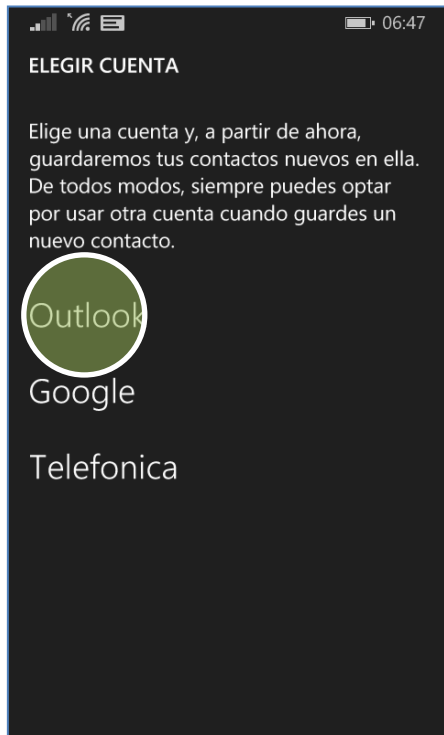 06:47
ELEGIR CUENTA
Elige una cuenta y, a partir de ahora,
guardaremos tus contactos nuevos en ella.
De todos modos, siempre puedes optar
por usar otra cuenta cuando guardes un
nuevo contacto.
Outlook
Google
Telefonica